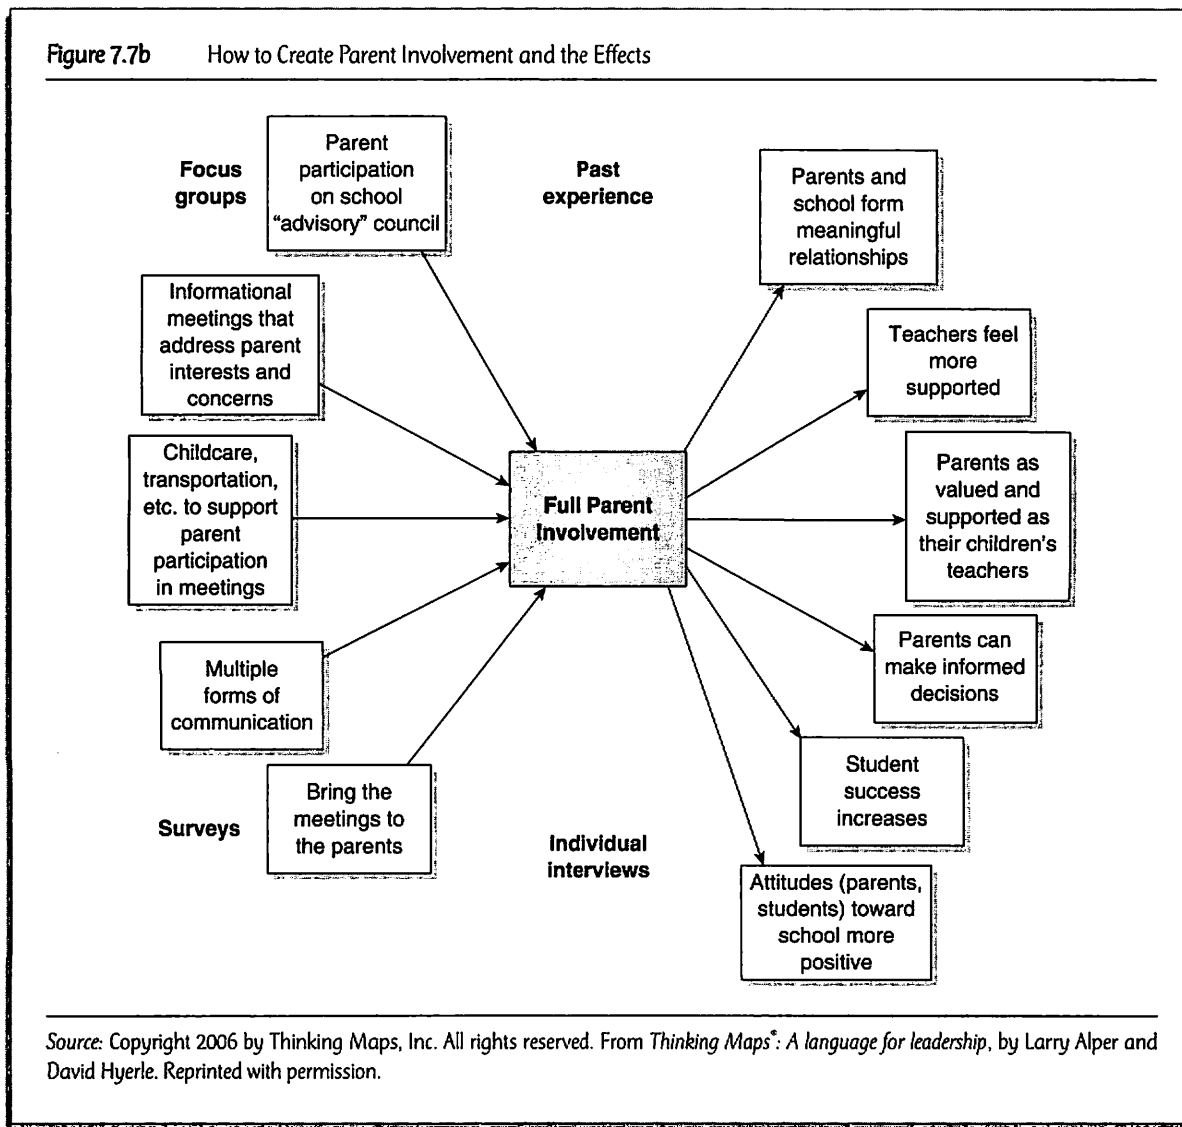 Figure 7.7b How to Create Parent Involvement and the Effects
Focus
groups
Parent
participation
on school
"advisory" council
Past
experience
Parents and
school form
meaningful
relationships
Informational
meetings that
address parent
interests and
concerns
Teachers feel
more
supported
Childcare,
transportation,
etc. to support
parent
participation
in meetings
Full Parent
Involvement
Parents as
valued and
supported as
their children's
teachers
Multiple
forms of
communication
Parents can
make informed
decisions
Surveys
Bring the
meetings to
the parents
Individual
interviews
Student
success
increases
Attitudes (parents,
students) toward
school more
positive
Source: Copyright 2006 by Thinking Maps, Inc. All rights reserved. From Thinking Maps®: A language for leadership, by Larry Alper and
David Hyerle. Reprinted with permission.